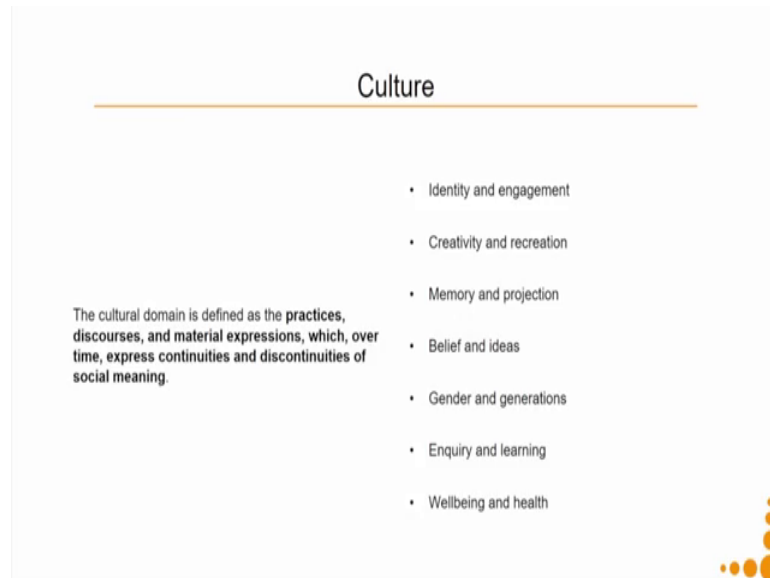 Culture
The cultural domain is defined as the practices,
discourses, and material expressions, which, over
time, express continuities and discontinuities of
social meaning.
• Identity and engagement
• Creativity and recreation
• Memory and projection
• Belief and ideas
• Gender and generations
• Enquiry and learning
• Wellbeing and health